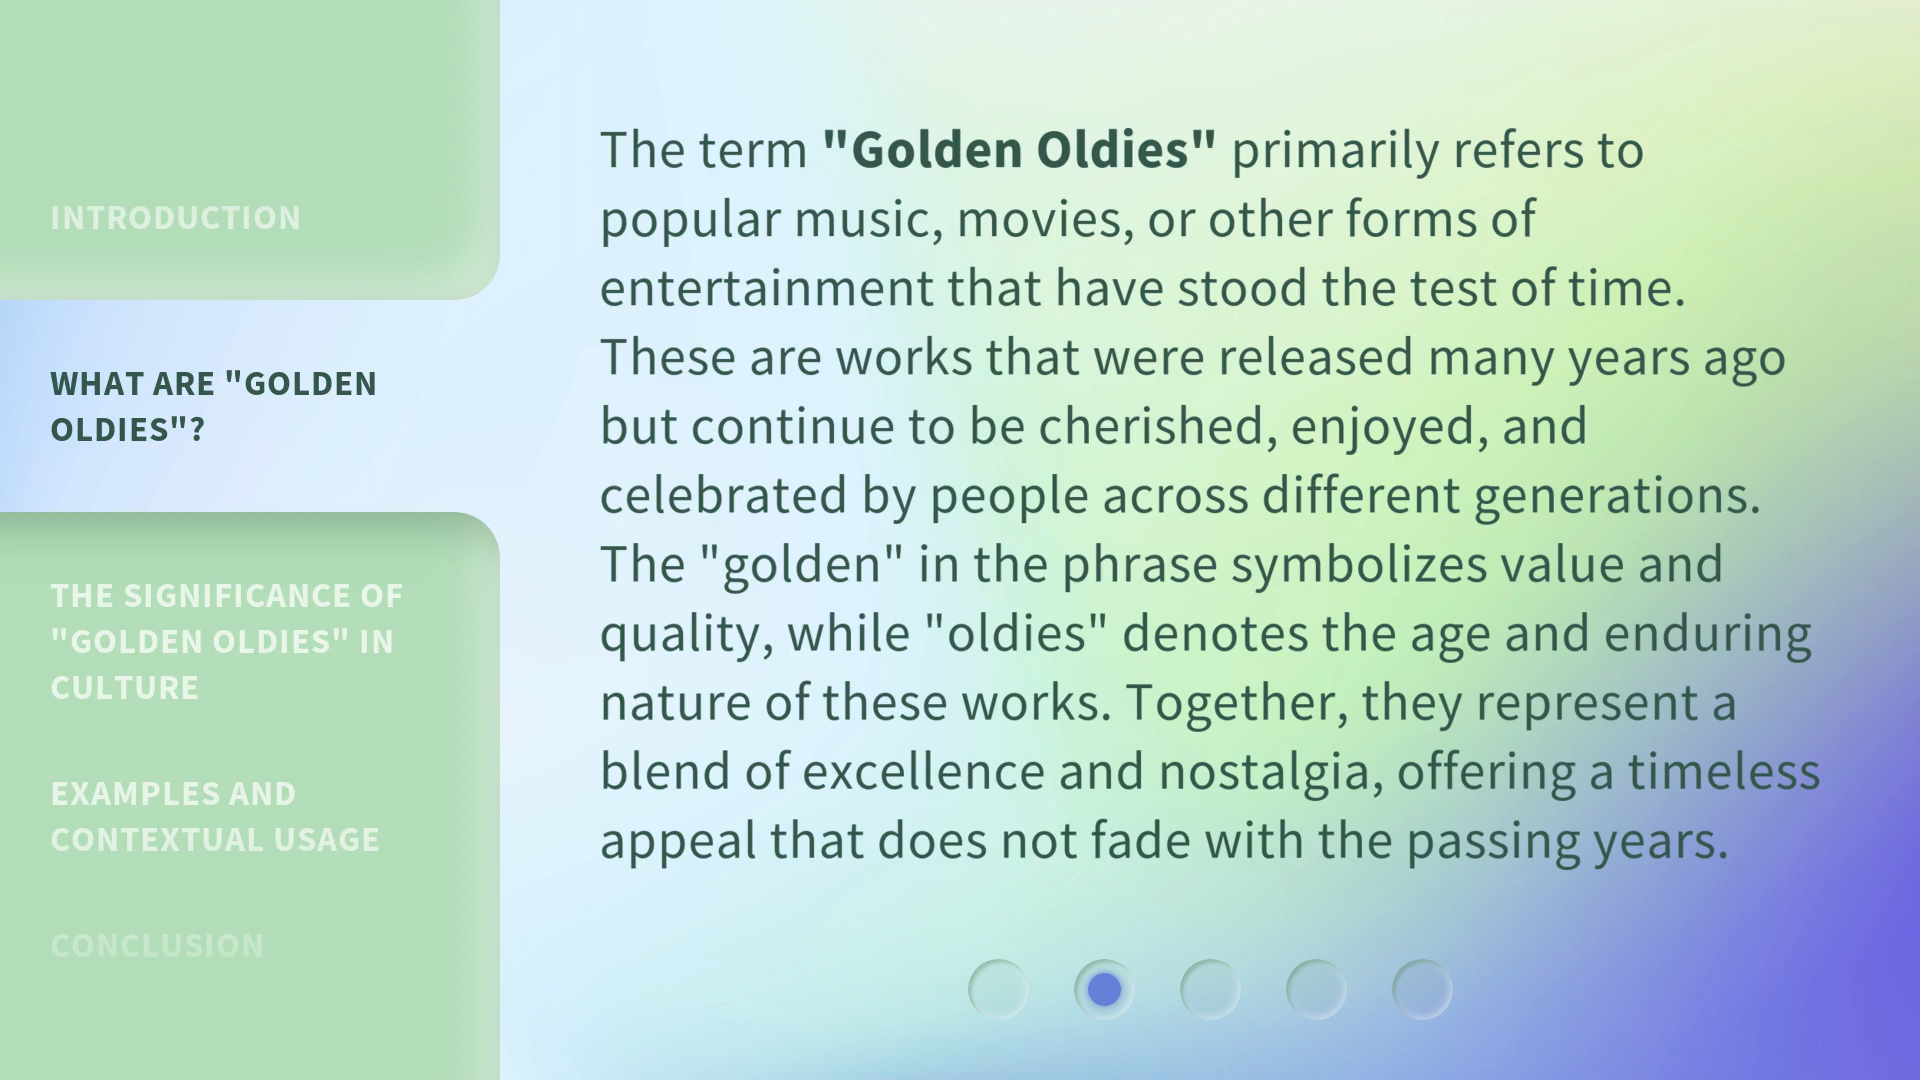 INTRODUCTION
WHAT ARE "GOLDEN
OLDIES"?
THE SIGNIFICANCE OF
"GOLDEN OLDIES" IN
CULTURE
EXAMPLES AND
CONTEXTUAL USAGE
CONCLUSION
The term "Golden Oldies" primarily refers to
popular music, movies, or other forms of
entertainment that have stood the test of time.
These are works that were released many years ago
but continue to be cherished, enjoyed, and
celebrated by people across different generations.
The "golden" in the phrase symbolizes value and
quality, while "oldies" denotes the age and enduring
nature of these works. Together, they represent a
blend of excellence and nostalgia, offering a timeless
appeal that does not fade with the passing years.